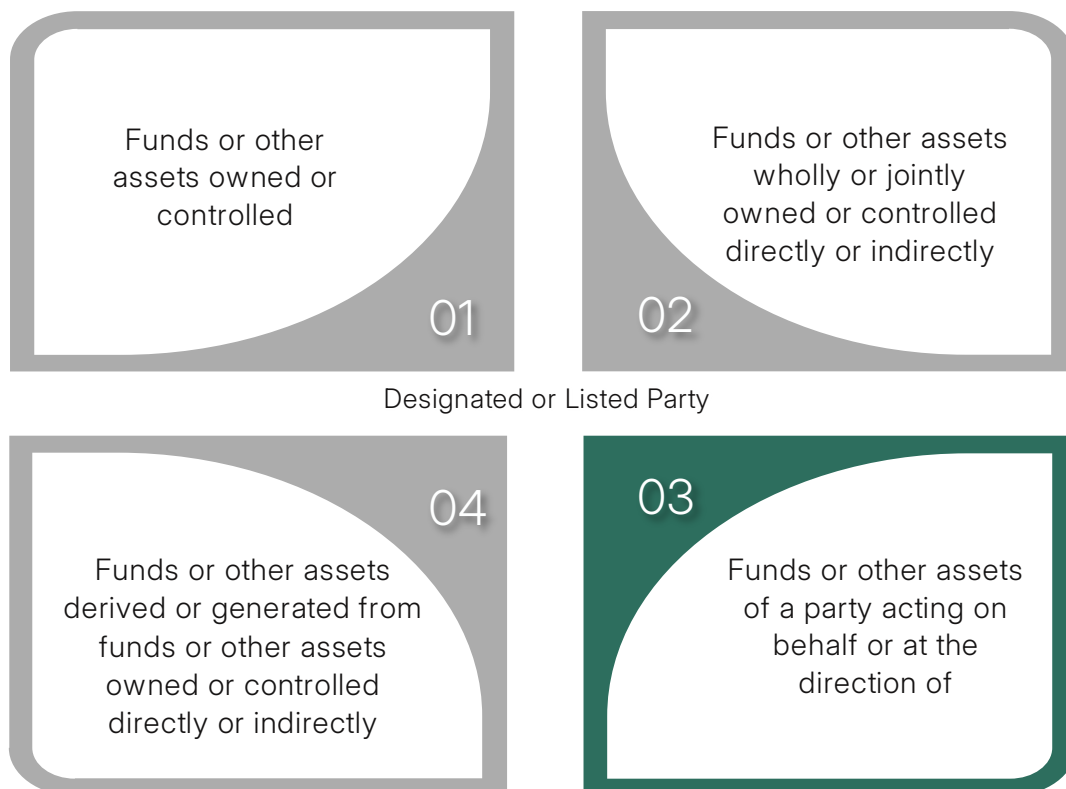 Funds or other
assets owned or
controlled
01
Funds or other assets
wholly or jointly
owned or controlled
directly or indirectly
02
Designated or Listed Party
03
Funds or other assets
of a party acting on
behalf or at the
direction of
04
Funds or other assets
derived or generated from
funds or other assets
owned or controlled
directly or indirectly